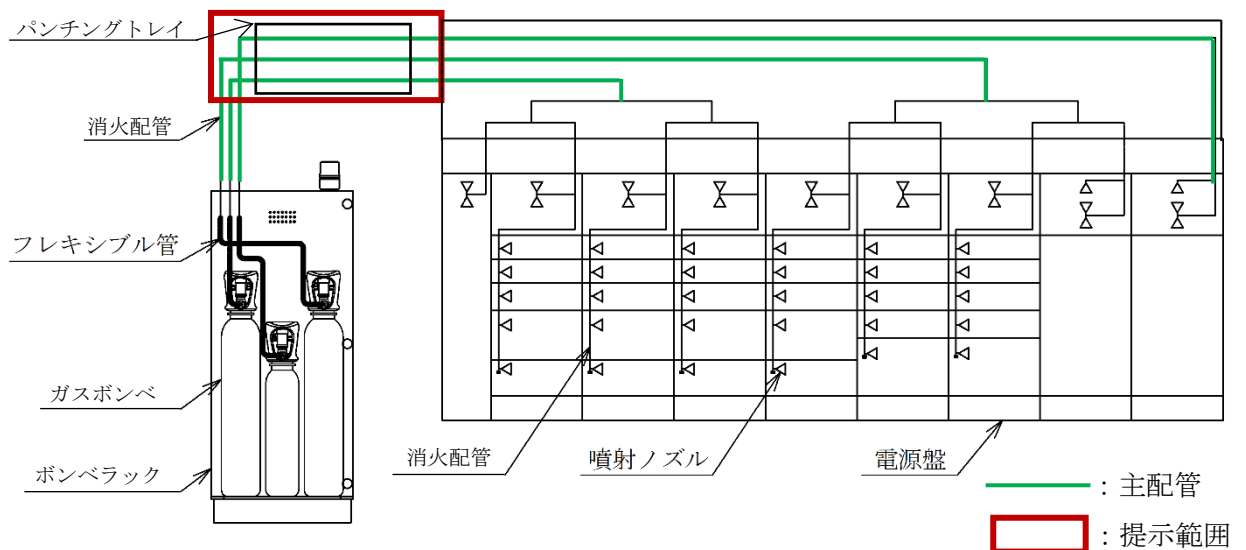 パンチングトレイ
消火配管
フレキシブル管
ガスボンベ
ボンベラック
消火配管
噴射ノズル
電源盤
：主配管
：提示範囲